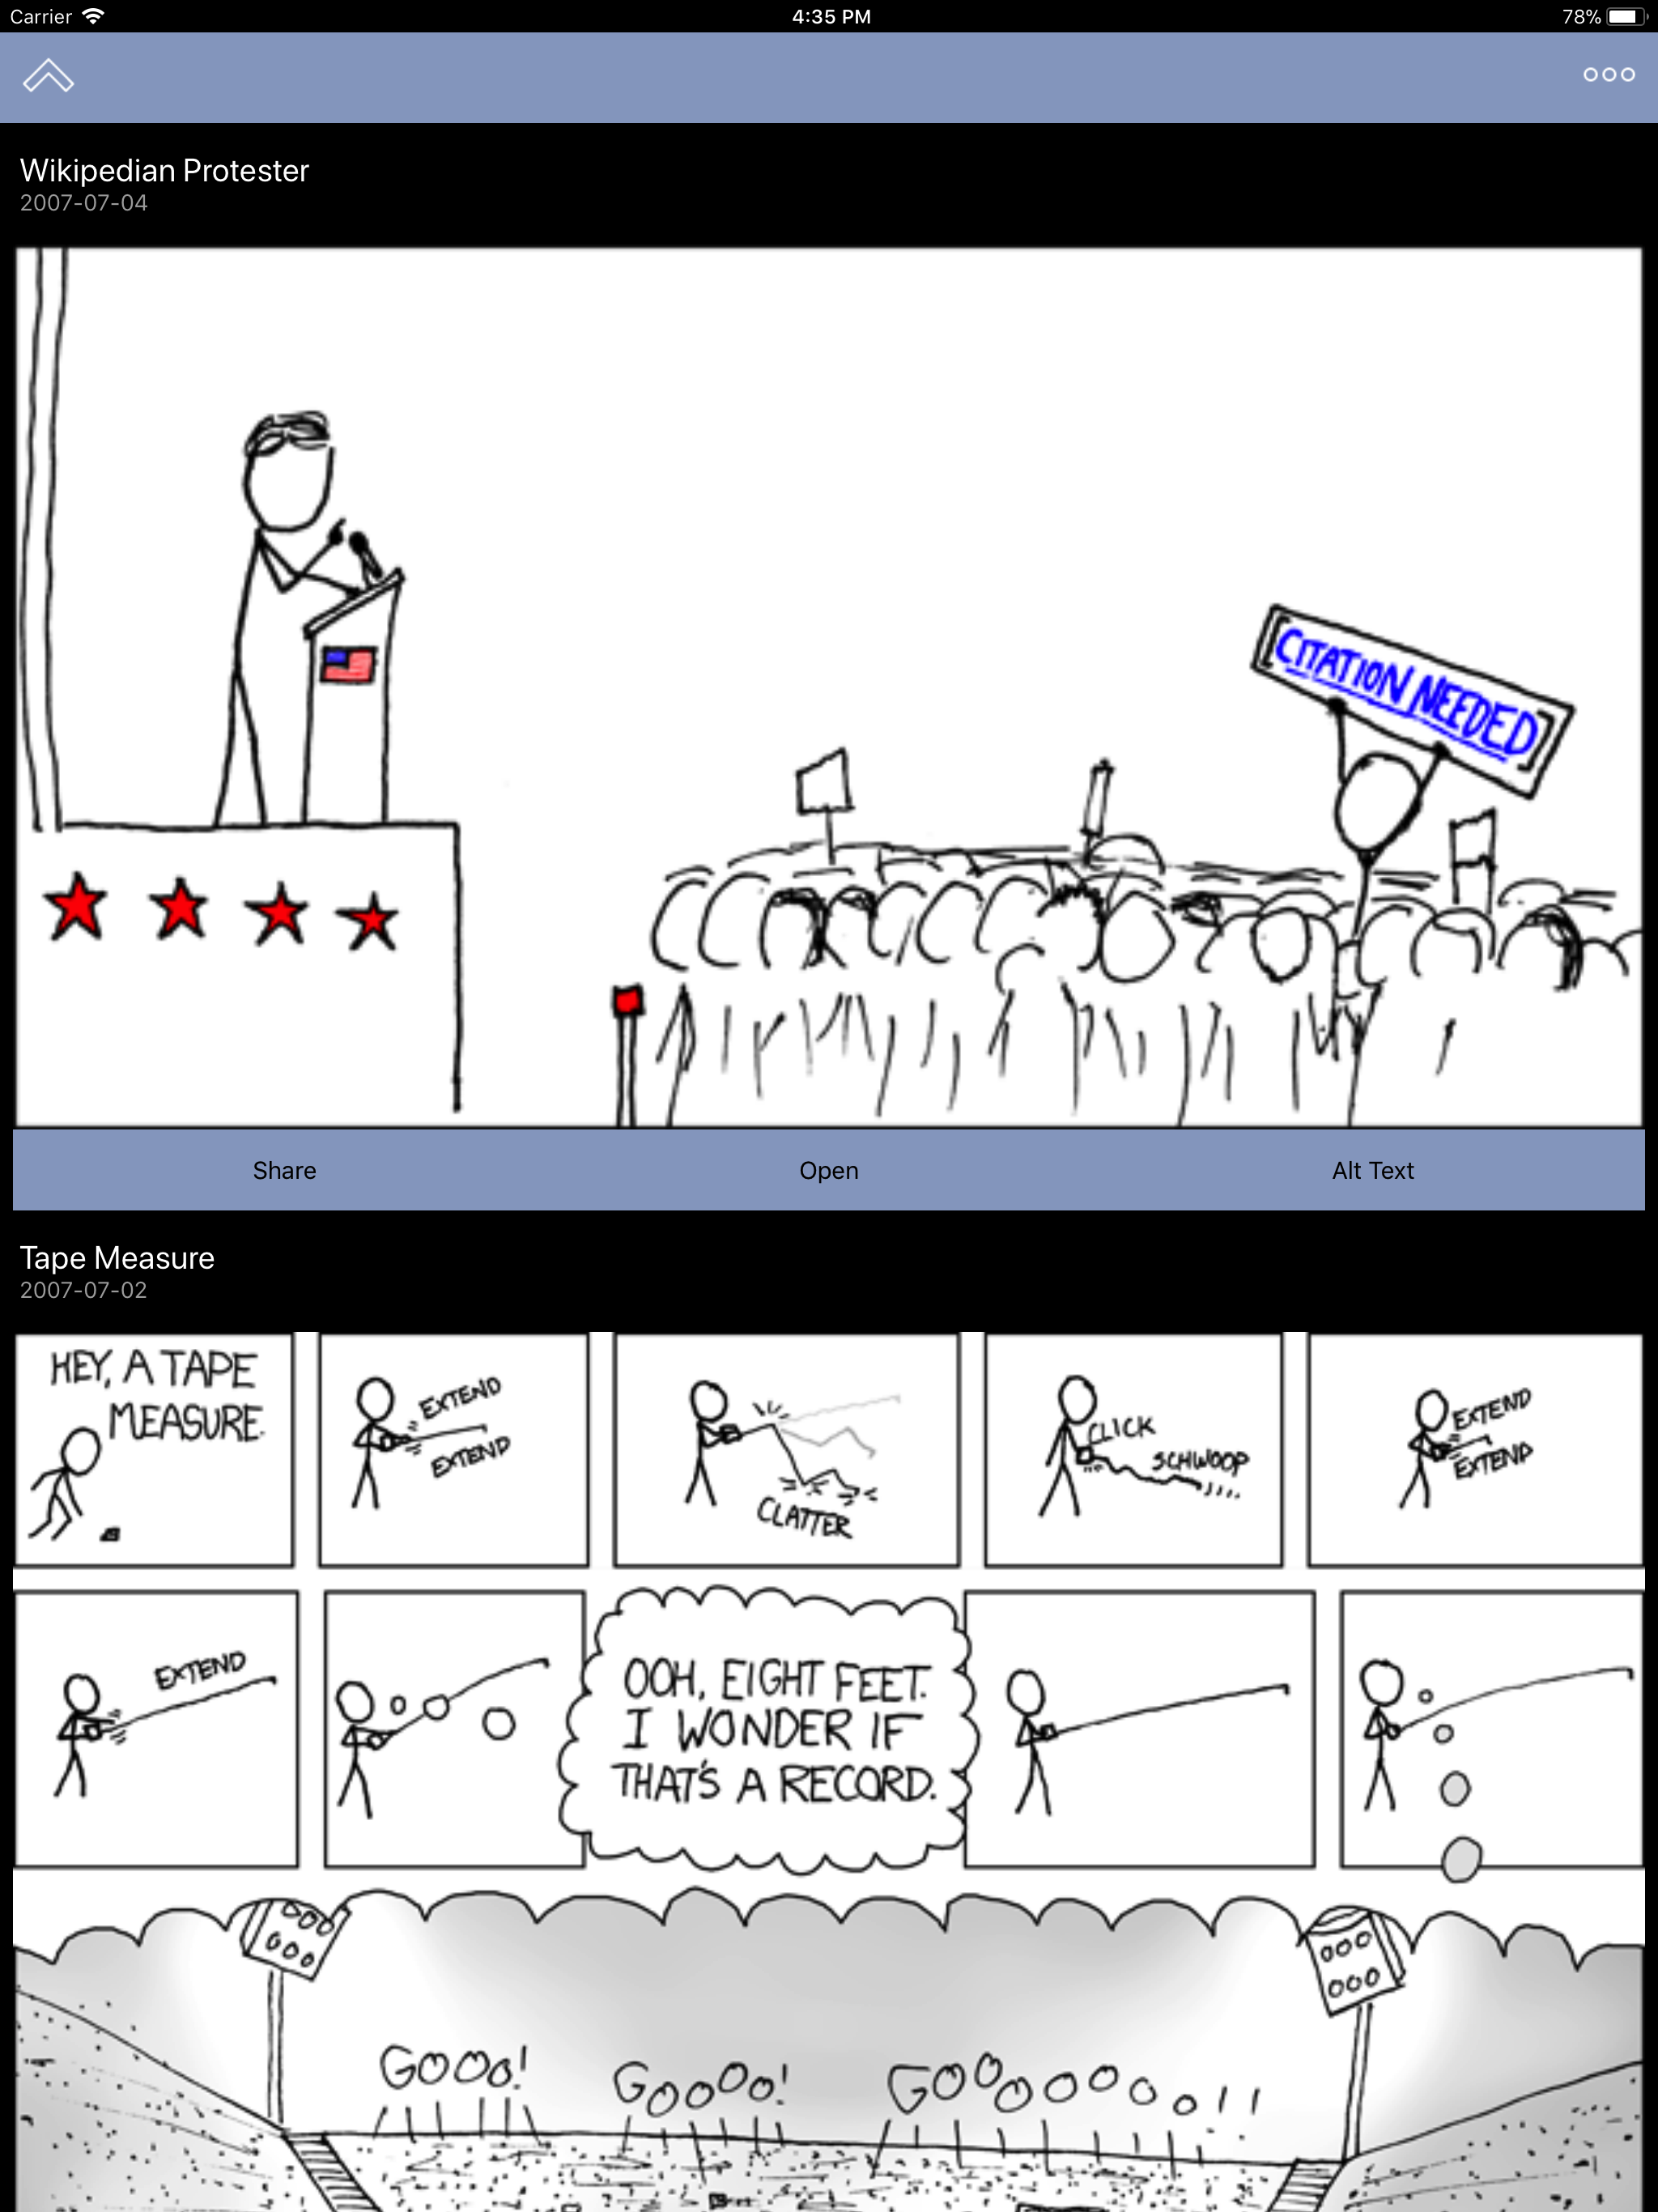 Carrier 4:35 PM 78%
Wikipedian Protester
2007-07-04
[CITATION NEEDED]
Share Open Alt Text
Tape Measure
2007-07-02
HEY, A TAPE
MEASURE.
EXTEND
EXTEND
CLATTER
CLICK
SCHWOOP
EXTEND
EXTEND
EXTEND
OOH, EIGHT FEET.
I WONDER IF
THAT'S A RECORD.
GOOO!
GOOOO!
GOOOOOOOO!!